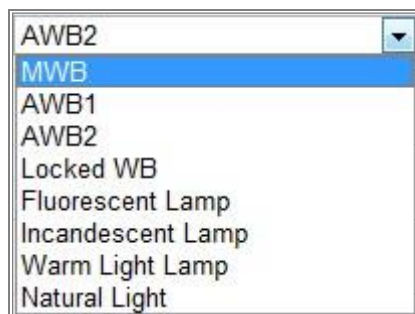 AWB2
MWB
AWB1
AWB2
Locked WB
Fluorescent Lamp
Incandescent Lamp
Warm Light Lamp
Natural Light